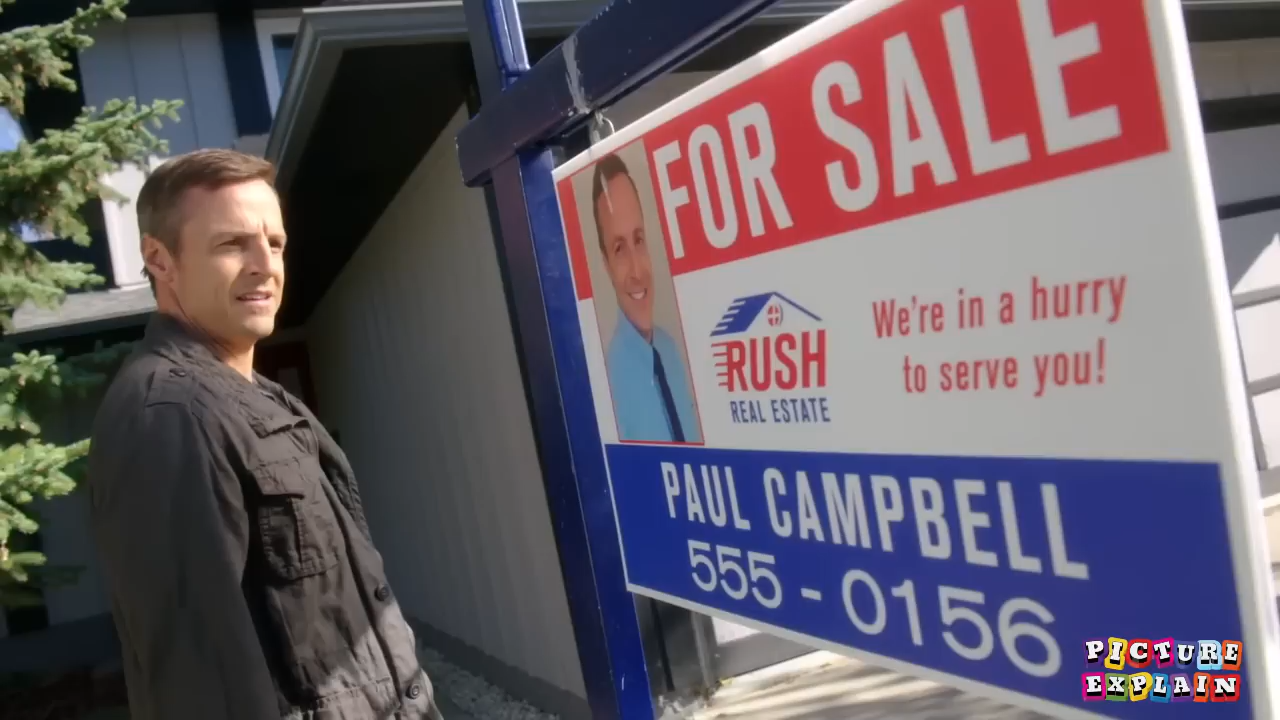 FOR SALE
RUSH
REAL ESTATE
We're in a hurry
to serve you!
PAUL CAMPBELL
555-0156
PICTURE
EXPLAIN